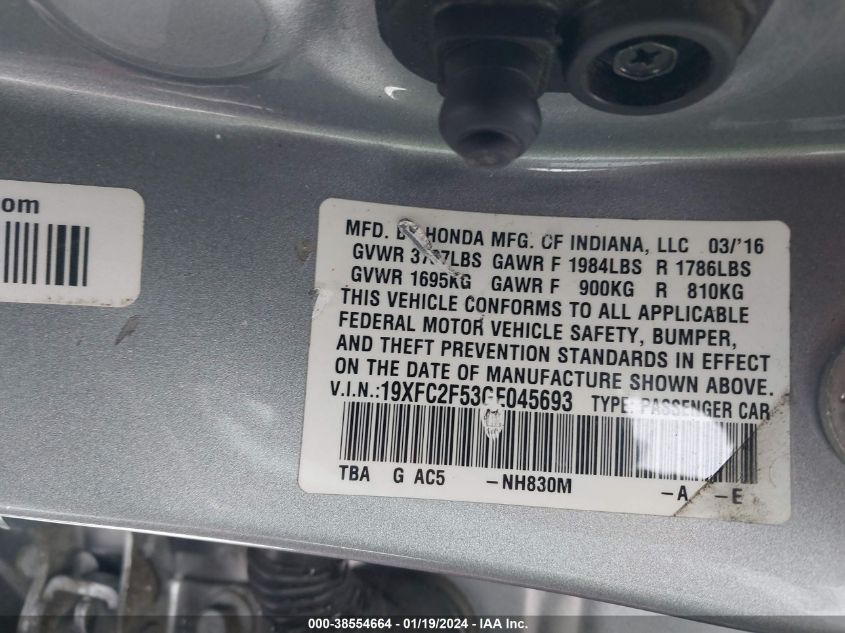 om
MFD. BY HONDA MFG. OF INDIANA, LLC 03/'16
GVWR LBS GAWR F 1984LBS R 1786LBS
GVWR 1695KG GAWR F 900KG R 810KG
THIS VEHICLE CONFORMS TO ALL APPLICABLE
FEDERAL MOTOR VEHICLE SAFETY, BUMPER,
AND THEFT PREVENTION STANDARDS IN EFFECT
ON THE DATE OF MANUFACTURE SHOWN ABOVE.
V.I.N.:19XFC2F53GE045693 TYPE: PASSENGER CAR
TBA G AC5 -NH830M -A -E
000-38554664 / 01/19/2024 / IAA Inc.